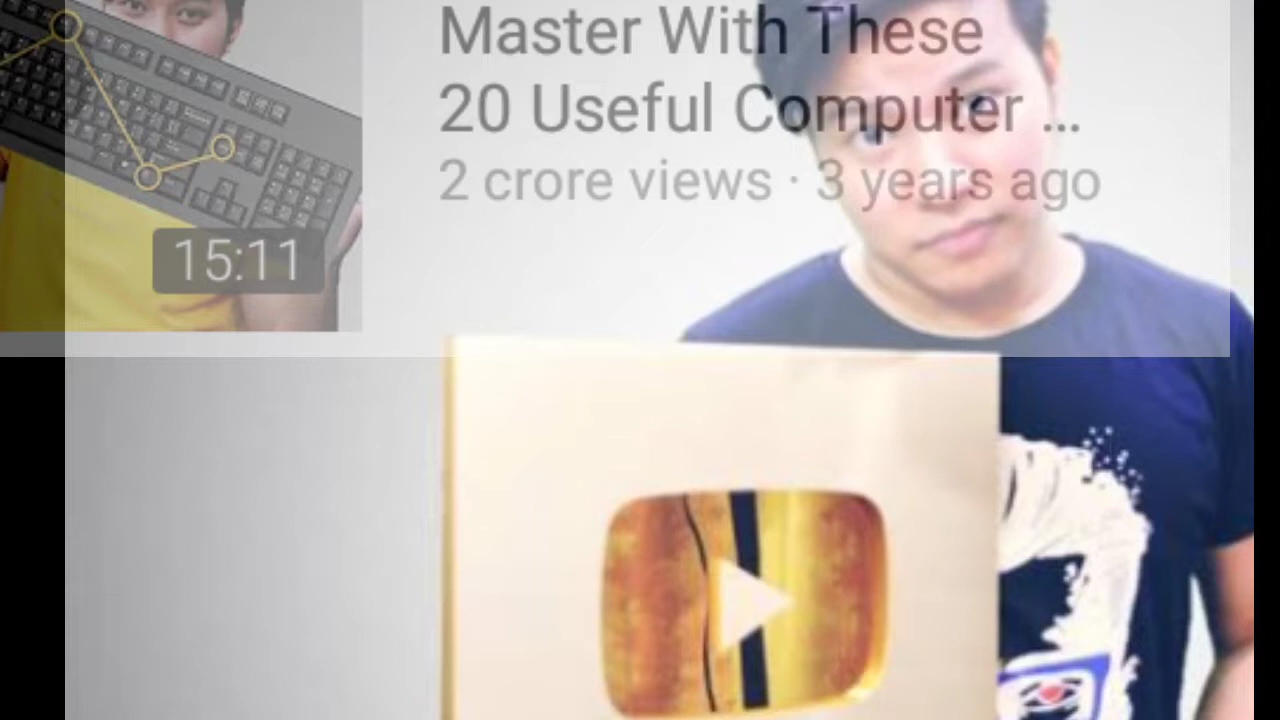 Master With These
20 Useful Computer ...
2 crore views · 3 years ago
15:11